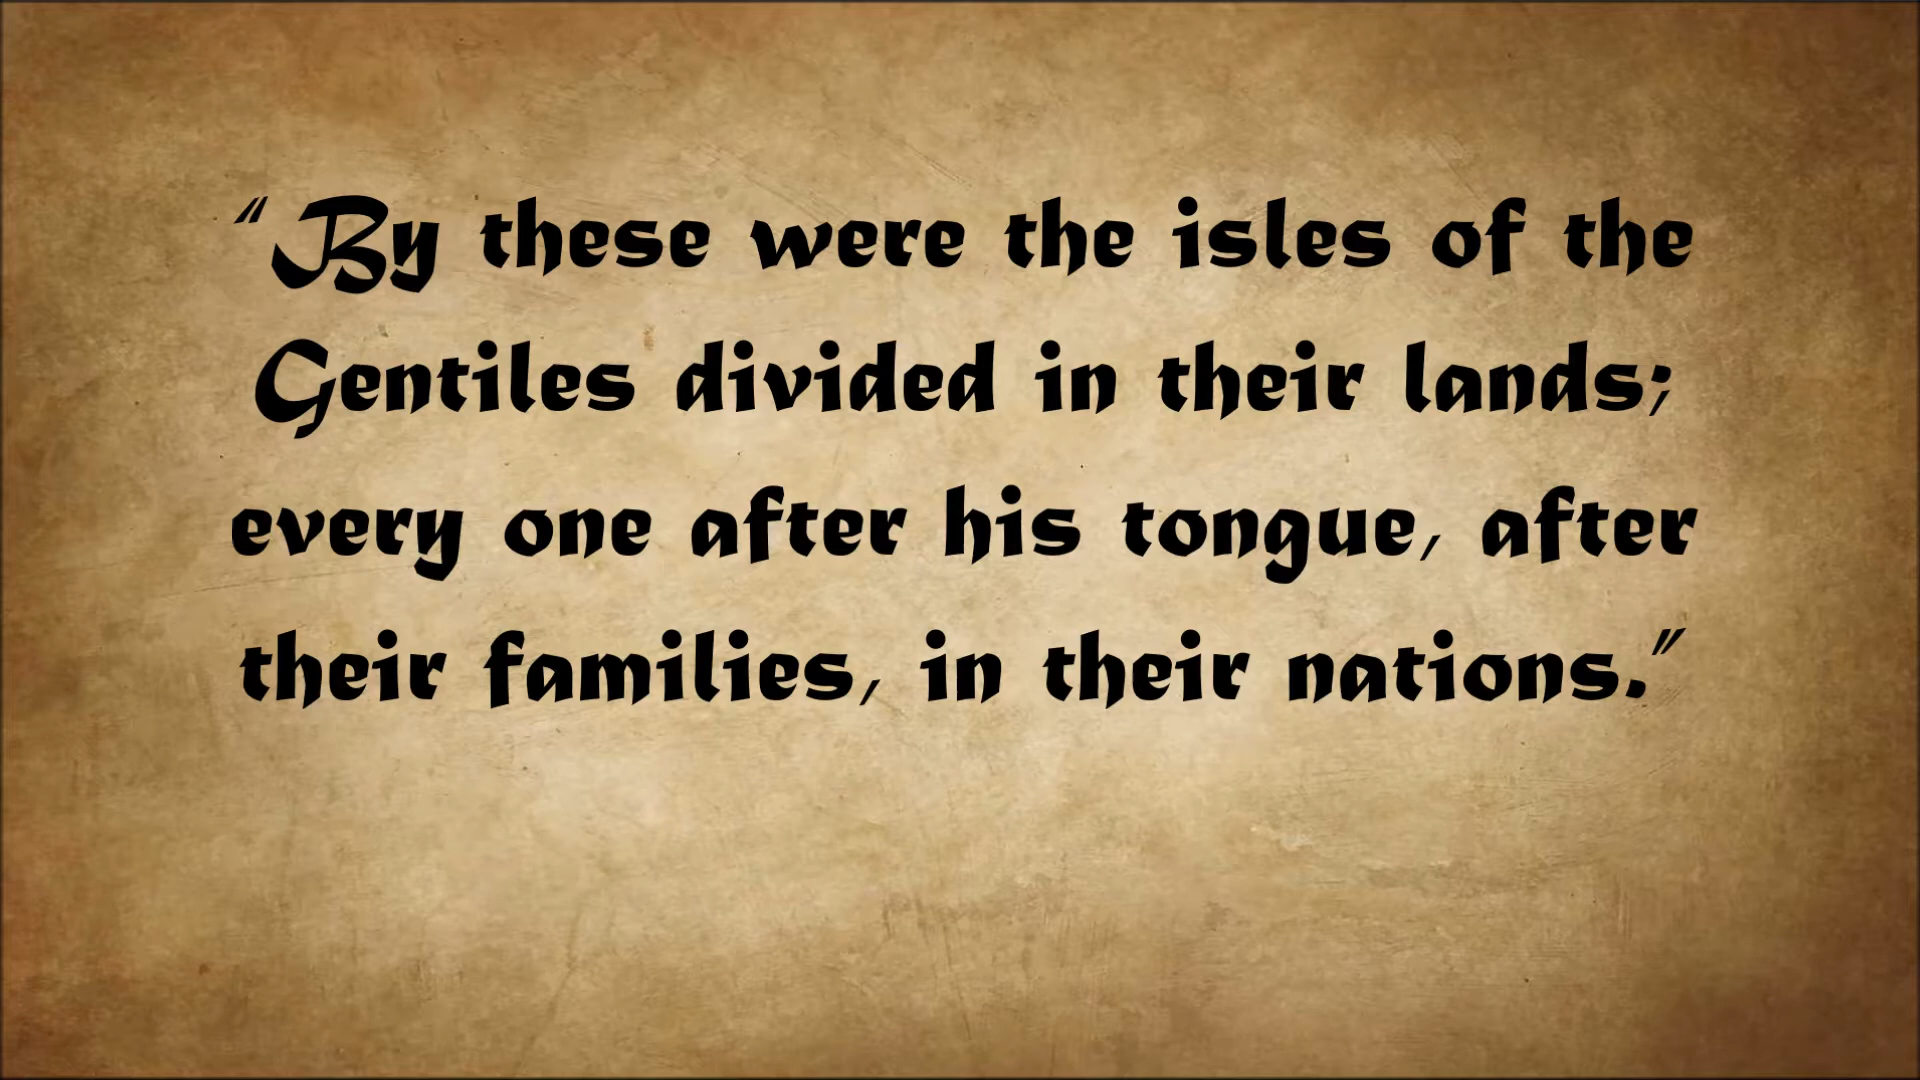 “By these were the isles of the
Gentiles divided in their lands;
every one after his tongue, after
their families, in their nations.”